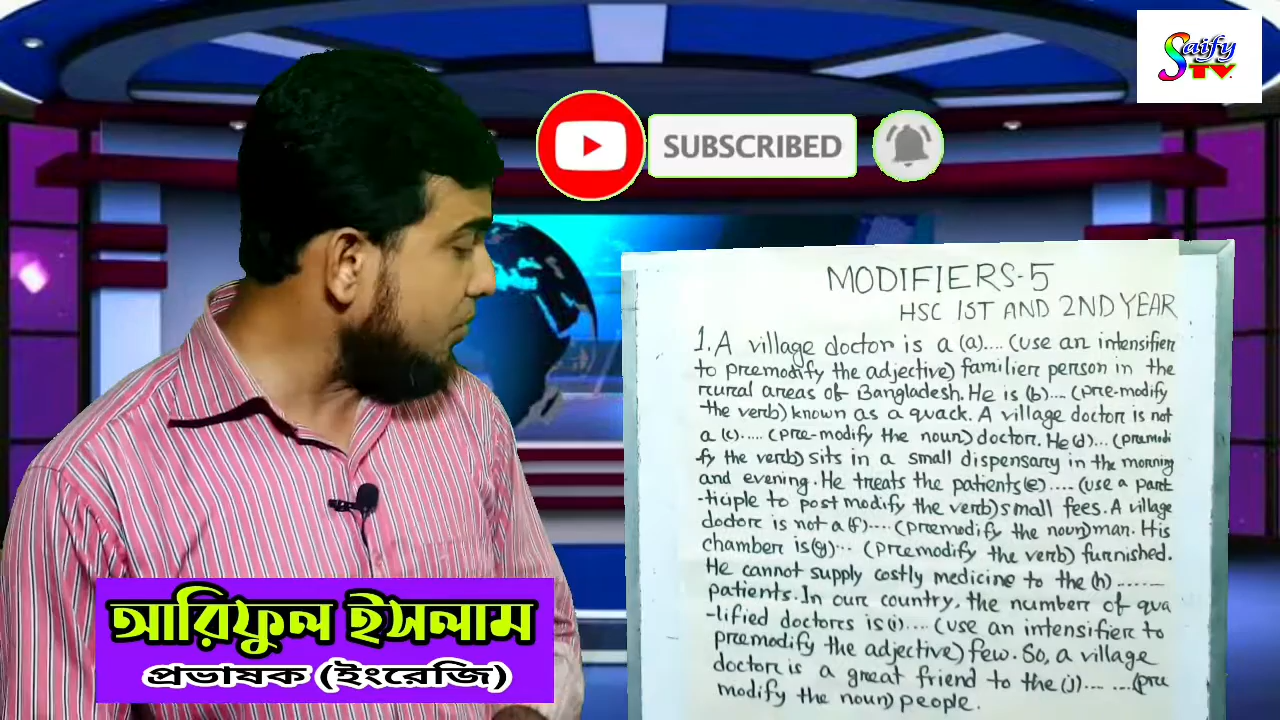 Saify
TV
SUBSCRIBED
MODIFIERS-5
HSC 1ST AND 2ND YEAR
1. A village doctor is a (a).... (use an intensifier
to premodify the adjective) familier person in the
rural areas of Bangladesh. He is (b)... (pre-modify
the verb) known as a quack. A village doctor is not
a (c)..... (pre-modify the noun) doctor. He (d)... (premodi
fy the verb) sits in a small dispensary in the morning
and evening. He treats the patients (e)..... (use a part
-ticiple to post modify the verb) small fees. A village
doctor is not a (f).... (premodify the noun) man. His
chamber is (g)... (premodify the verb) furnished.
He cannot supply costly medicine to the (h) .......
patients. In our country, the number of qua
-lified doctors is (i).... (use an intensifier to
premodify the adjective) few. So, a village
doctor is a great friend to the (j).... .... (pre
modify the noun) people.
আরিফুল ইসলাম
প্রভাষক (ইংরেজি)